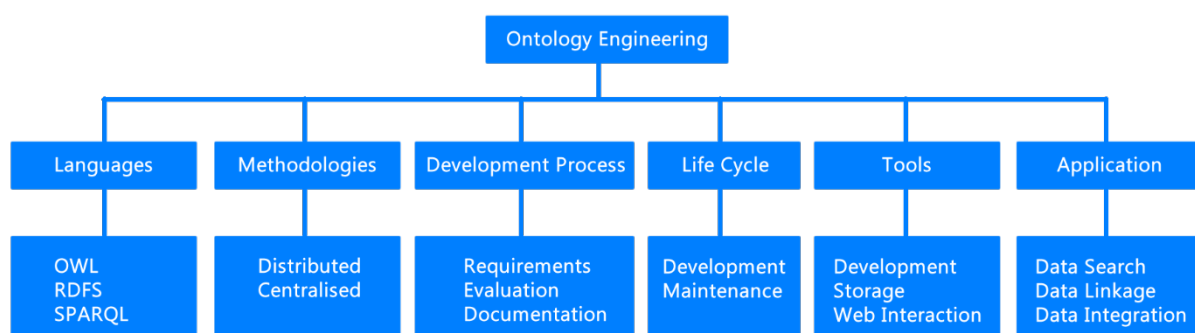 Ontology Engineering
Languages
Methodologies
Development Process
Life Cycle
Tools
Application
OWL
RDFS
SPARQL
Distributed
Centralised
Requirements
Evaluation
Documentation
Development
Maintenance
Development
Storage
Web Interaction
Data Search
Data Linkage
Data Integration